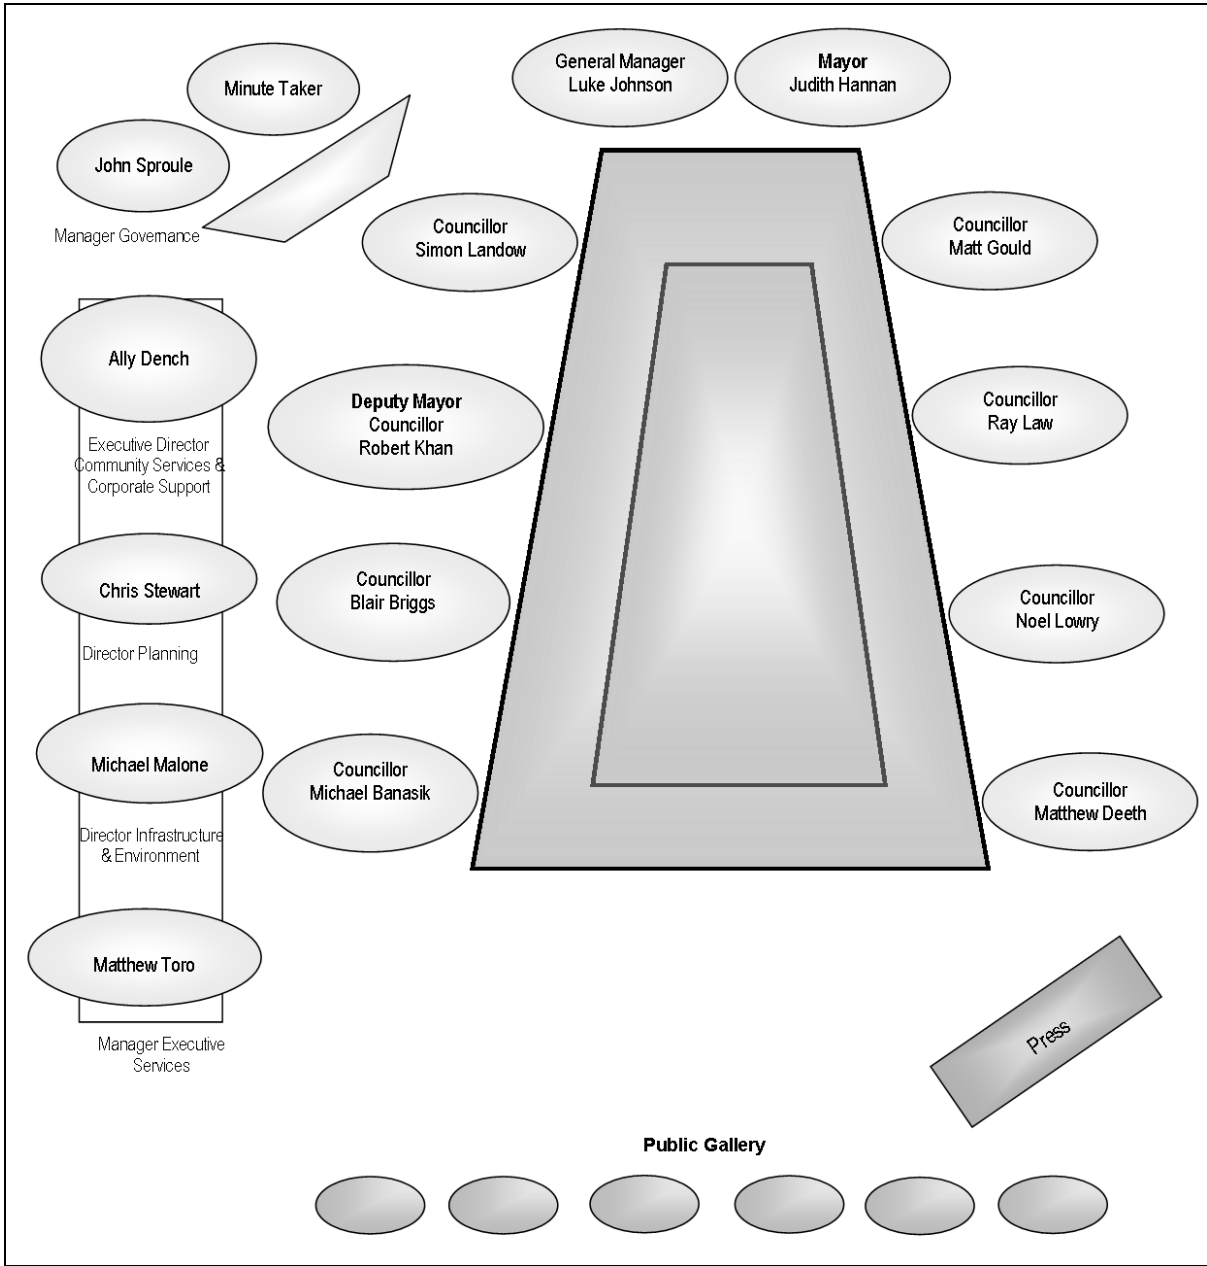 General Manager
Luke Johnson
Mayor
Judith Hannan
Minute Taker
John Sproule
Manager Governance
Councillor
Simon Landow
Councillor
Matt Gould
Ally Dench
Executive Director
Community Services &
Corporate Support
Deputy Mayor
Councillor
Robert Khan
Councillor
Ray Law
Chris Stewart
Director Planning
Councillor
Blair Briggs
Councillor
Noel Lowry
Michael Malone
Director Infrastructure
& Environment
Councillor
Michael Banasik
Councillor
Matthew Deeth
Matthew Toro
Manager Executive
Services
Press
Public Gallery